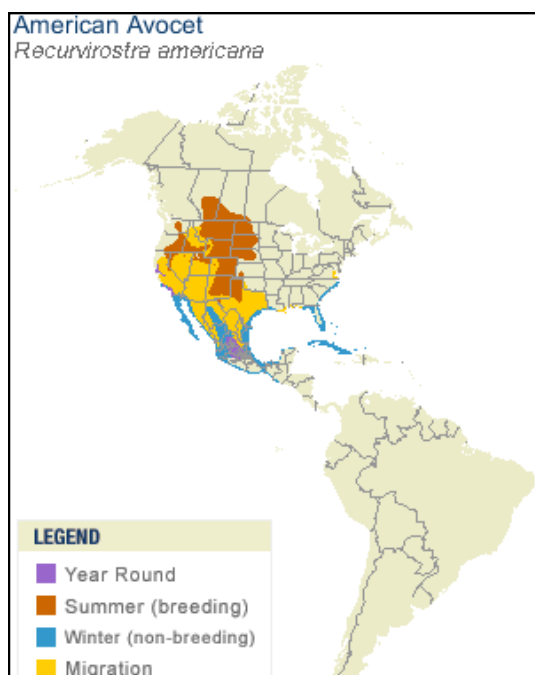 American Avocet
Recurvirostra americana
LEGEND
Year Round
Summer (breeding)
Winter (non-breeding)
Migration